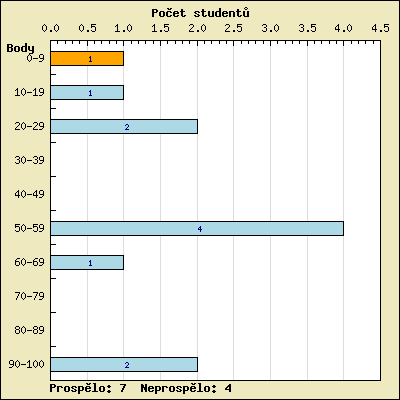 Počet studentů
0.0 0.5 1.0 1.5 2.0 2.5 3.0 3.5 4.0 4.5
Body
0-9 1
10-19 1
20-29 2
30-39
40-49
50-59 4
60-69 1
70-79
80-89
90-100 2
Prospělo: 7 Neprospělo: 4